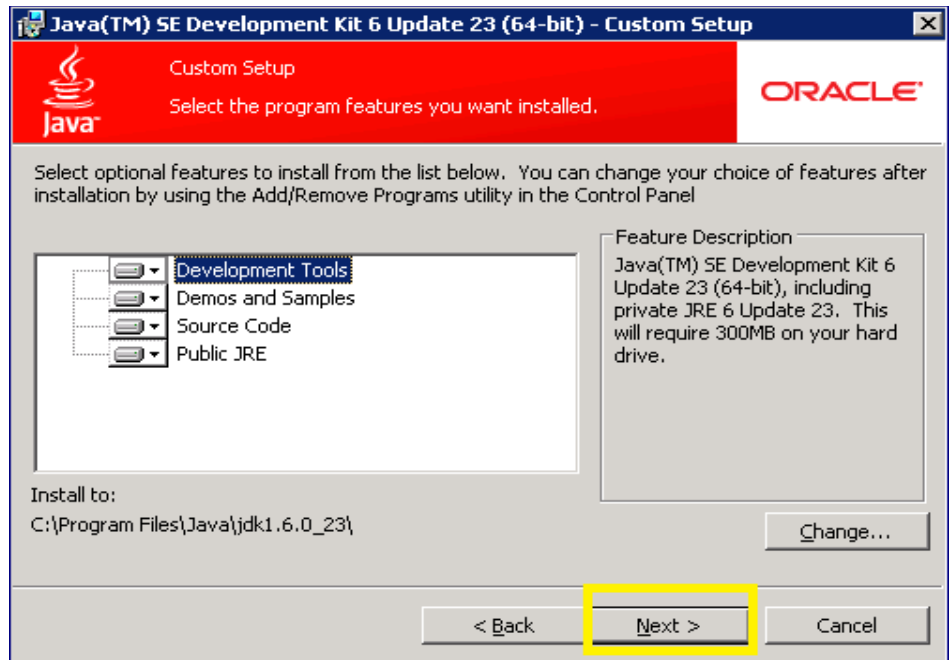 Java(TM) SE Development Kit 6 Update 23 (64-bit) - Custom Setup
Java™
Custom Setup
Select the program features you want installed.
ORACLE®
Select optional features to install from the list below. You can change your choice of features after
installation by using the Add/Remove Programs utility in the Control Panel
Development Tools
Demos and Samples
Source Code
Public JRE
Feature Description
Java(TM) SE Development Kit 6
Update 23 (64-bit), including
private JRE 6 Update 23. This
will require 300MB on your hard
drive.
Install to:
C:\Program Files\Java\jdk1.6.0_23\
Change...
< Back
Next >
Cancel